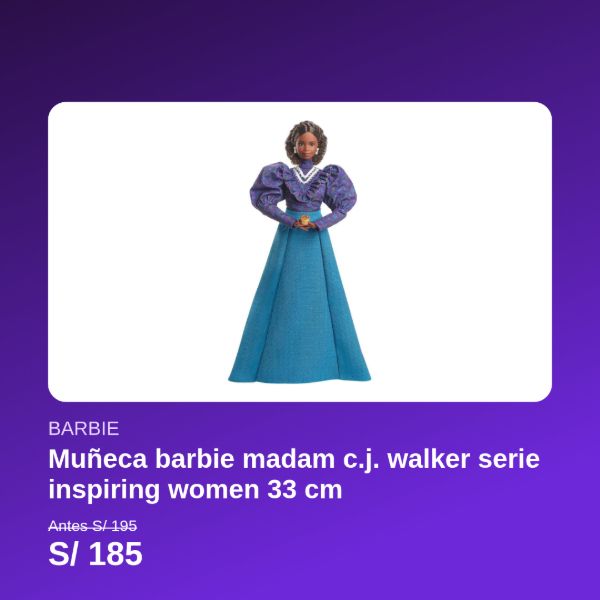 BARBIE
Muñeca barbie madam c.j. walker serie
inspiring women 33 cm
Antes S/ 195
S/ 185